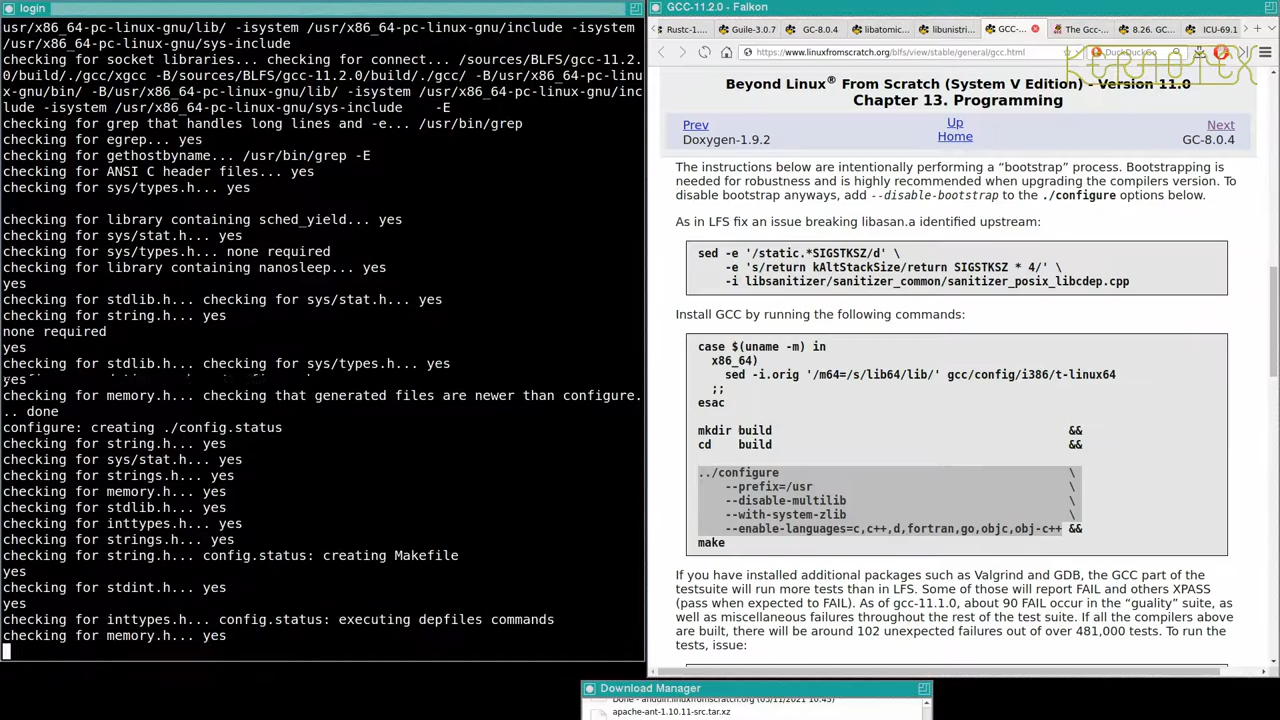 login
usr/x86_64-pc-linux-gnu/lib/ -isystem /usr/x86_64-pc-linux-gnu/include -isystem
/usr/x86_64-pc-linux-gnu/sys-include
checking for socket libraries... checking for connect... /sources/BLFS/gcc-11.2.
0/build/./gcc/xgcc -B/sources/BLFS/gcc-11.2.0/build/./gcc/ -B/usr/x86_64-pc-linu
x-gnu/bin/ -B/usr/x86_64-pc-linux-gnu/lib/ -isystem /usr/x86_64-pc-linux-gnu/inc
lude -isystem /usr/x86_64-pc-linux-gnu/sys-include    -E
checking for grep that handles long lines and -e... /usr/bin/grep
checking for egrep... yes
checking for gethostbyname... /usr/bin/grep -E
checking for ANSI C header files... yes
checking for sys/types.h... yes
checking for library containing sched_yield... yes
checking for sys/stat.h... yes
checking for sys/types.h... none required
checking for library containing nanosleep... yes
yes
checking for stdlib.h... checking for sys/stat.h... yes
checking for string.h... yes
none required
yes
checking for stdlib.h... checking for sys/types.h... yes
yes
checking for memory.h... checking that generated files are newer than configure.
.. done
configure: creating ./config.status
checking for string.h... yes
checking for sys/stat.h... yes
checking for strings.h... yes
checking for memory.h... yes
checking for stdlib.h... yes
checking for inttypes.h... yes
checking for strings.h... yes
checking for string.h... config.status: creating Makefile
yes
checking for stdint.h... yes
yes
checking for inttypes.h... config.status: executing depfiles commands
checking for memory.h... yes
GCC-11.2.0 - Falkon
Rustc-1.... Guile-3.0.7 GC-8.0.4 libatomic... libunistri... GCC-... The Gcc-... 8.26. GC... ICU-69.1
https://www.linuxfromscratch.org/blfs/view/stable/general/gcc.html DuckDuckGo
KERNOTEX
Beyond Linux® From Scratch (System V Edition) - Version 11.0
Chapter 13. Programming
Prev Up Next
Doxygen-1.9.2 Home GC-8.0.4
The instructions below are intentionally performing a “bootstrap” process. Bootstrapping is
needed for robustness and is highly recommended when upgrading the compilers version. To
disable bootstrap anyways, add --disable-bootstrap to the ./configure options below.
As in LFS fix an issue breaking libasan.a identified upstream:
sed -e '/static.*SIGSTKSZ/d' \
-e 's/return kAltStackSize/return SIGSTKSZ * 4/' \
-i libsanitizer/sanitizer_common/sanitizer_posix_libcdep.cpp
Install GCC by running the following commands:
case $(uname -m) in
x86_64)
sed -i.orig '/m64=/s/lib64/lib/' gcc/config/i386/t-linux64
;;
esac
mkdir build &&
cd build &&
../configure \
--prefix=/usr \
--disable-multilib \
--with-system-zlib \
--enable-languages=c,c++,d,fortran,go,objc,obj-c++ &&
make
If you have installed additional packages such as Valgrind and GDB, the GCC part of the
testsuite will run more tests than in LFS. Some of those will report FAIL and others XPASS
(pass when expected to FAIL). As of gcc-11.1.0, about 90 FAIL occur in the “guality” suite, as
well as miscellaneous failures throughout the rest of the test suite. If all the compilers above
are built, there will be around 102 unexpected failures out of over 481,000 tests. To run the
tests, issue:
Download Manager
Done - anduin.linuxfromscratch.org (05/11/2021 10:45)
apache-ant-1.10.11-src.tar.xz